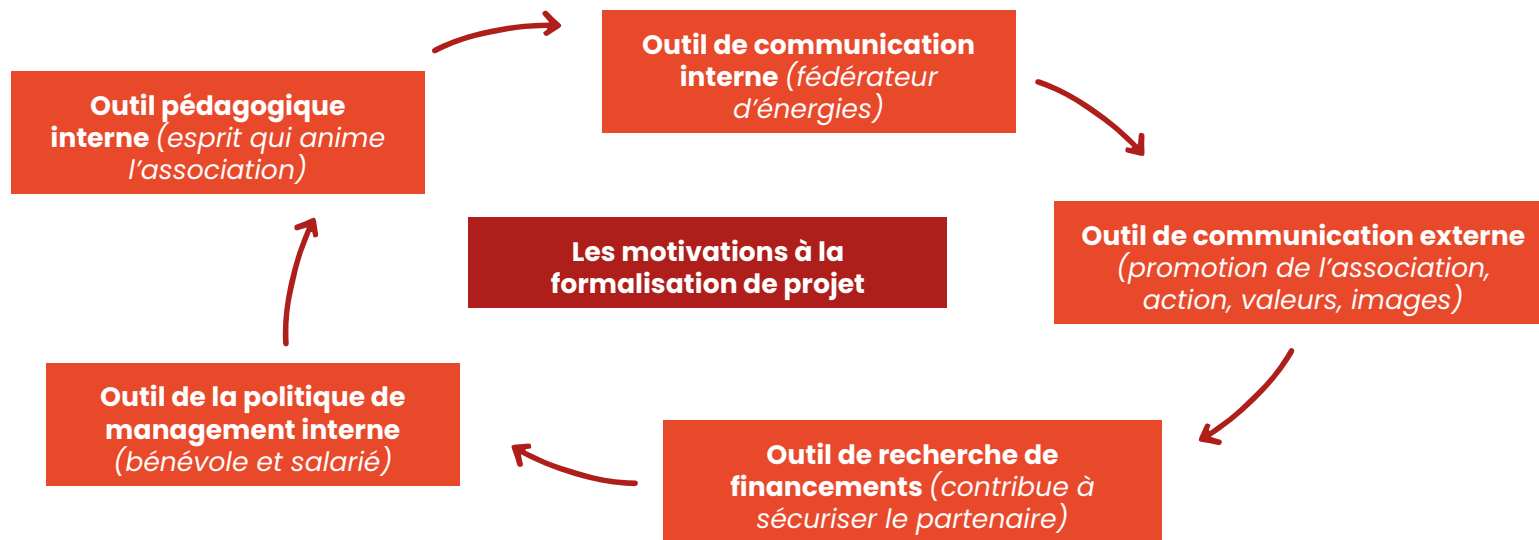 Outil de communication
interne (fédérateur
d’énergies)
Outil pédagogique
interne (esprit qui anime
l’association)
Les motivations à la
formalisation de projet
Outil de communication externe
(promotion de l’association,
action, valeurs, images)
Outil de la politique de
management interne
(bénévole et salarié)
Outil de recherche de
financements (contribue à
sécuriser le partenaire)